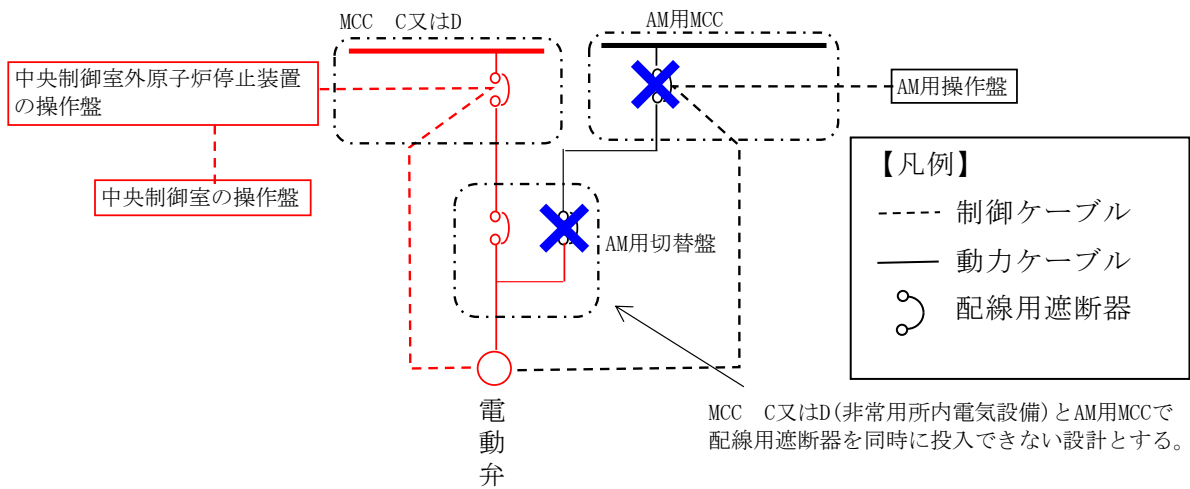 MCC C又はD
AM用MCC
中央制御室外原子炉停止装置
の操作盤
AM用操作盤
中央制御室の操作盤
【凡例】
制御ケーブル
動力ケーブル
配線用遮断器
AM用切替盤
電動弁
MCC C又はD(非常用所内電気設備)とAM用MCCで
配線用遮断器を同時に投入できない設計とする。